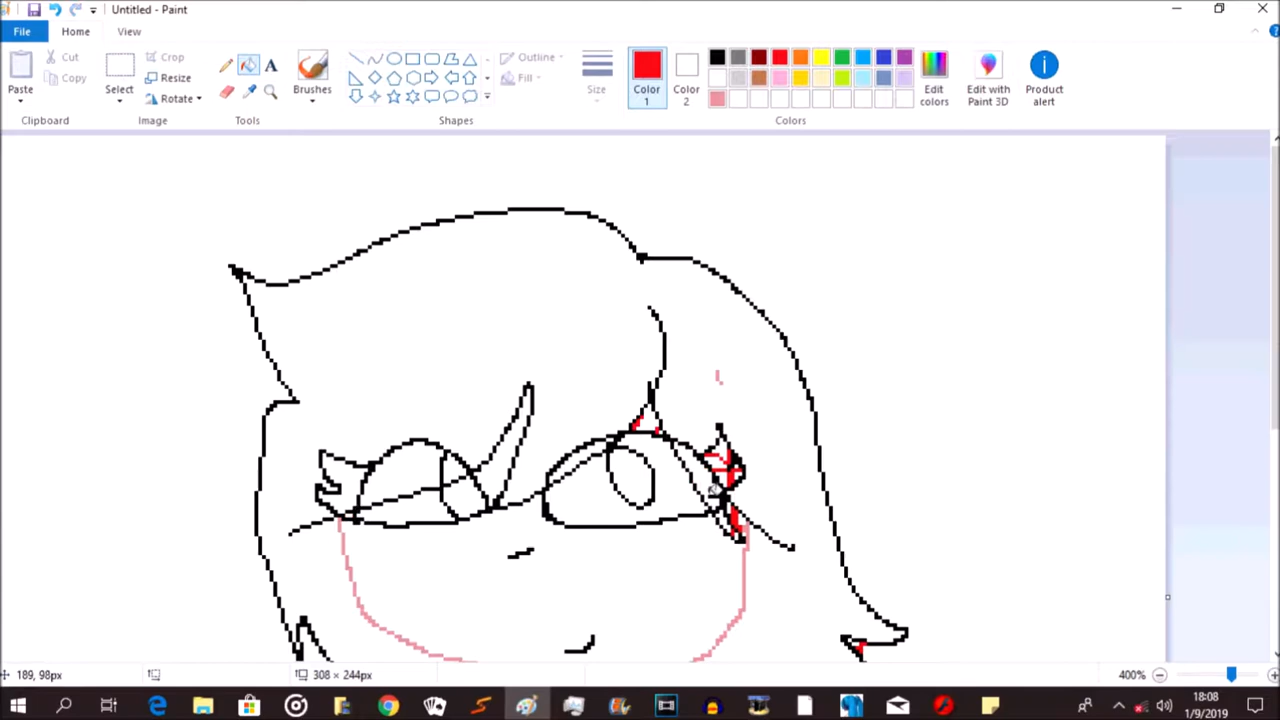 Untitled - Paint
File Home View
Paste
Cut
Copy
Clipboard
Select
Crop
Resize
Rotate
Image
A
Tools
Brushes
Outline
Fill
Shapes
Size
Color 1
Color 2
Edit colors
Edit with Paint 3D
Product alert
Colors
189, 98px
308 × 244px
400%
18:08
1/9/2019